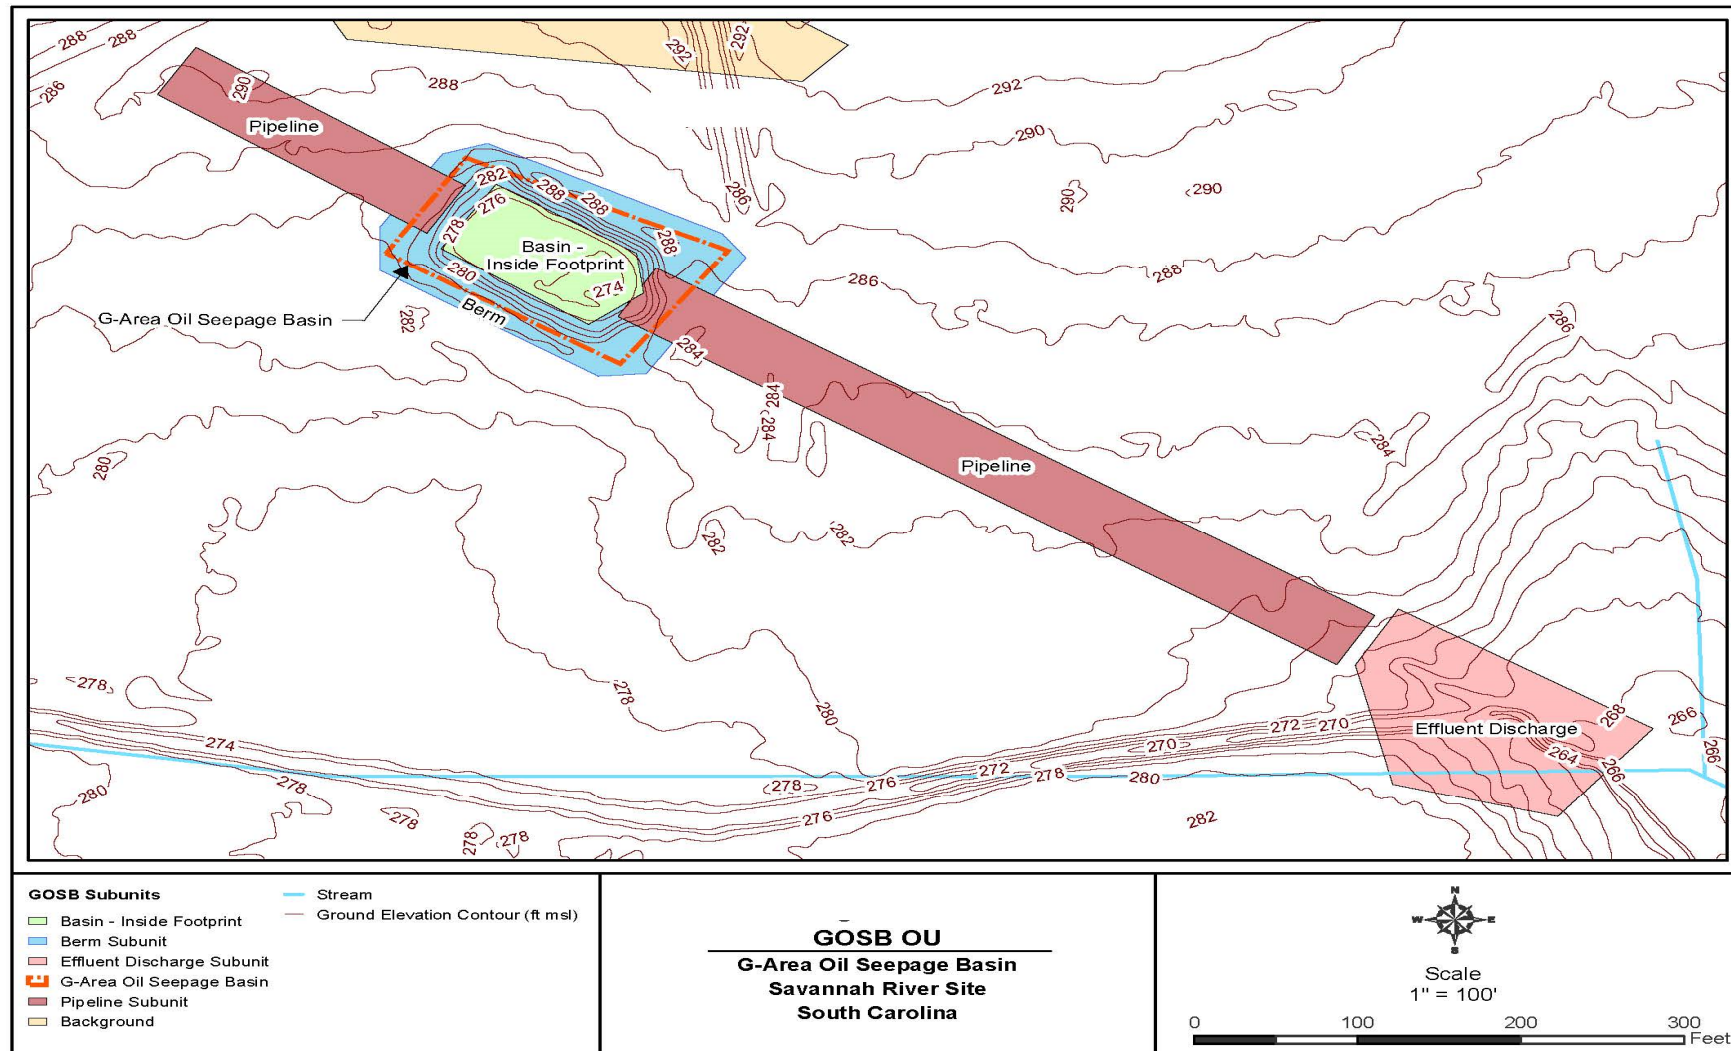 288
288
292
292
286
290
288
292
Pipeline
290
282
288
276
288
286
290
290
278
288
Basin -
Inside Footprint
280
274
286
288
G-Area Oil Seepage Basin
282
Berm
286
284
282
284
284
280
Pipeline
282
282
278
278
280
268
266
274
272
270
Effluent Discharge
270
264
266
266
278
278
276
272
278
280
280
278
276
282
278
278
GOSB Subunits
Basin - Inside Footprint
Berm Subunit
Effluent Discharge Subunit
G-Area Oil Seepage Basin
Pipeline Subunit
Background
Stream
Ground Elevation Contour (ft msl)
GOSB OU
G-Area Oil Seepage Basin
Savannah River Site
South Carolina
N
W E
S
Scale
1" = 100'
0 100 200 300
Feet